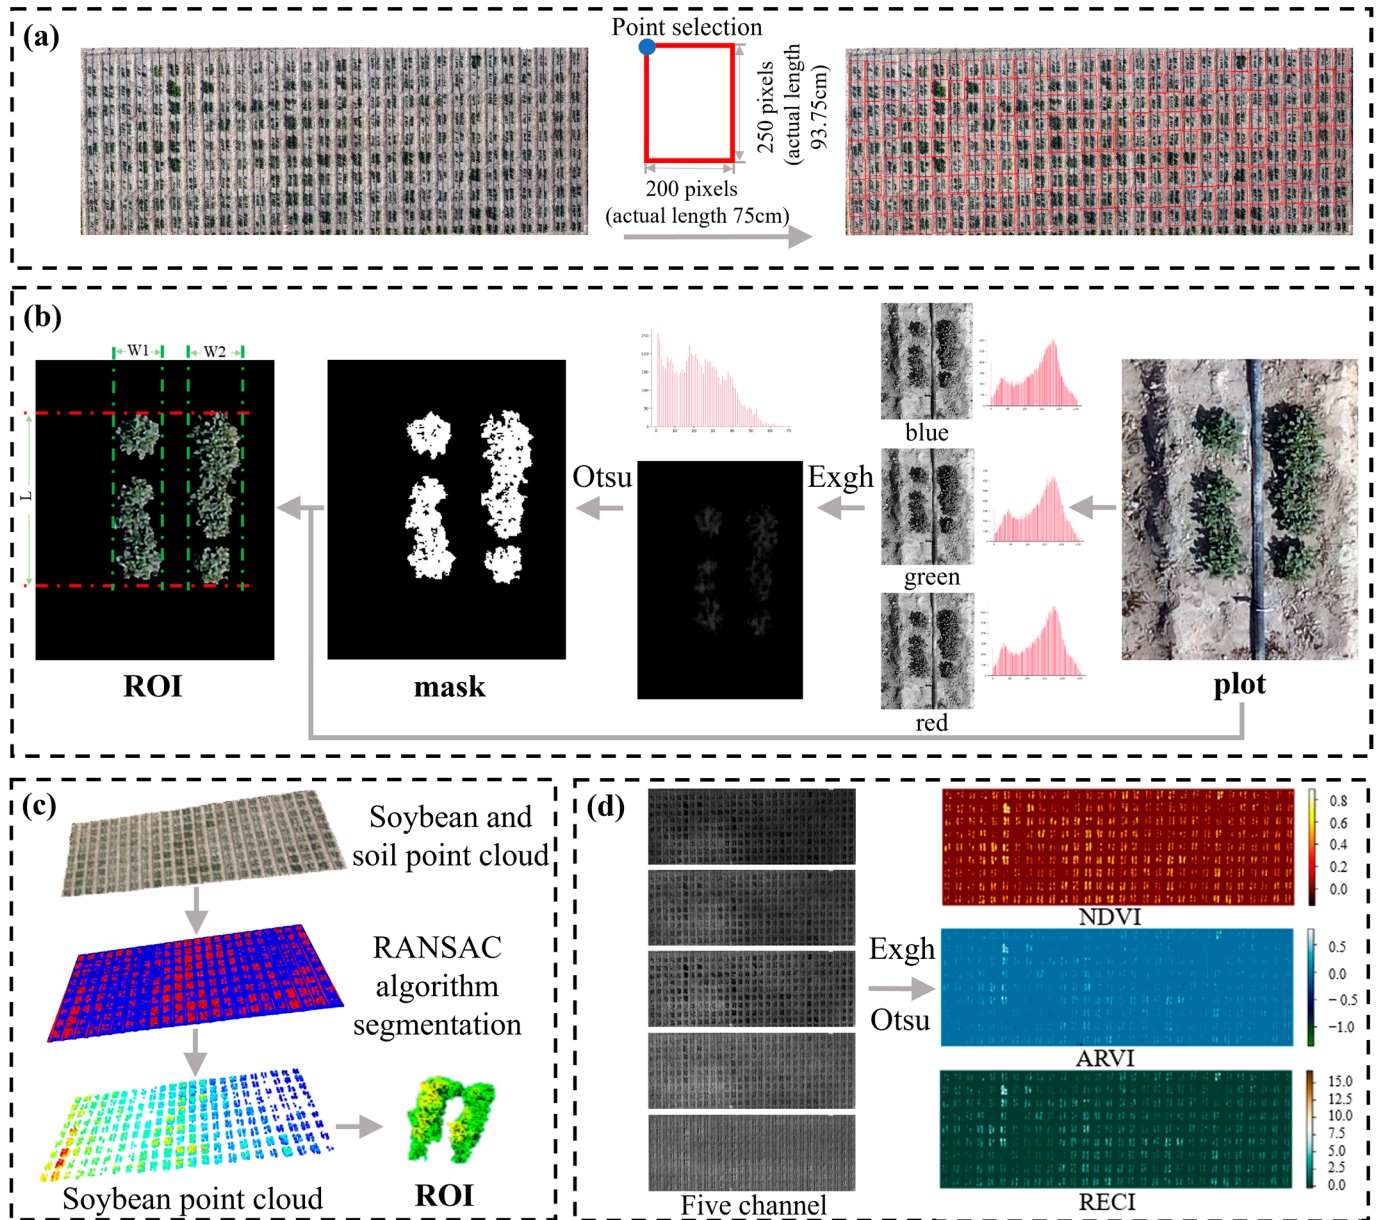 (a)
Point selection
250 pixels
(actual length
93.75cm)
200 pixels
(actual length 75cm)
(b)
W1
W2
L
ROI
mask
Otsu
Exgh
blue
green
red
plot
(c)
Soybean and
soil point cloud
RANSAC
algorithm
segmentation
Soybean point cloud
ROI
(d)
Five channel
Exgh
Otsu
0.8
0.6
0.4
0.2
0.0
NDVI
0.5
0.0
−0.5
−1.0
ARVI
15.0
12.5
10.0
7.5
5.0
2.5
0.0
RECI